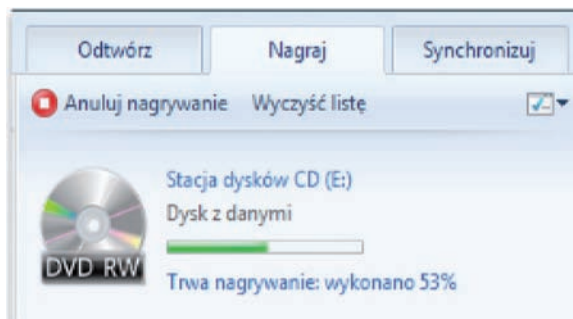 Odtwórz Nagraj Synchronizuj
Anuluj nagrywanie Wyczyść listę
Stacja dysków CD (E:)
Dysk z danymi
DVD RW
Trwa nagrywanie: wykonano 53%